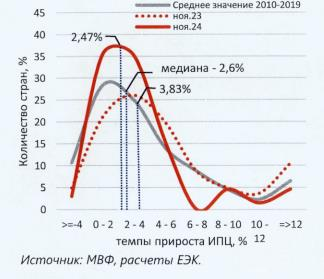 Среднее значение 2010-2019
ноя.23
ноя.24
Количество стран, %
45
40
35
30
25
20
15
10
5
0
2,47%
медиана - 2,6%
3,83%
>=-4
0 - 2
2 - 4
4 - 6
6 - 8
8 - 10
10 -
12
=>12
темпы прироста ИПЦ, %
Источник: МВФ, расчеты ЕЭК.